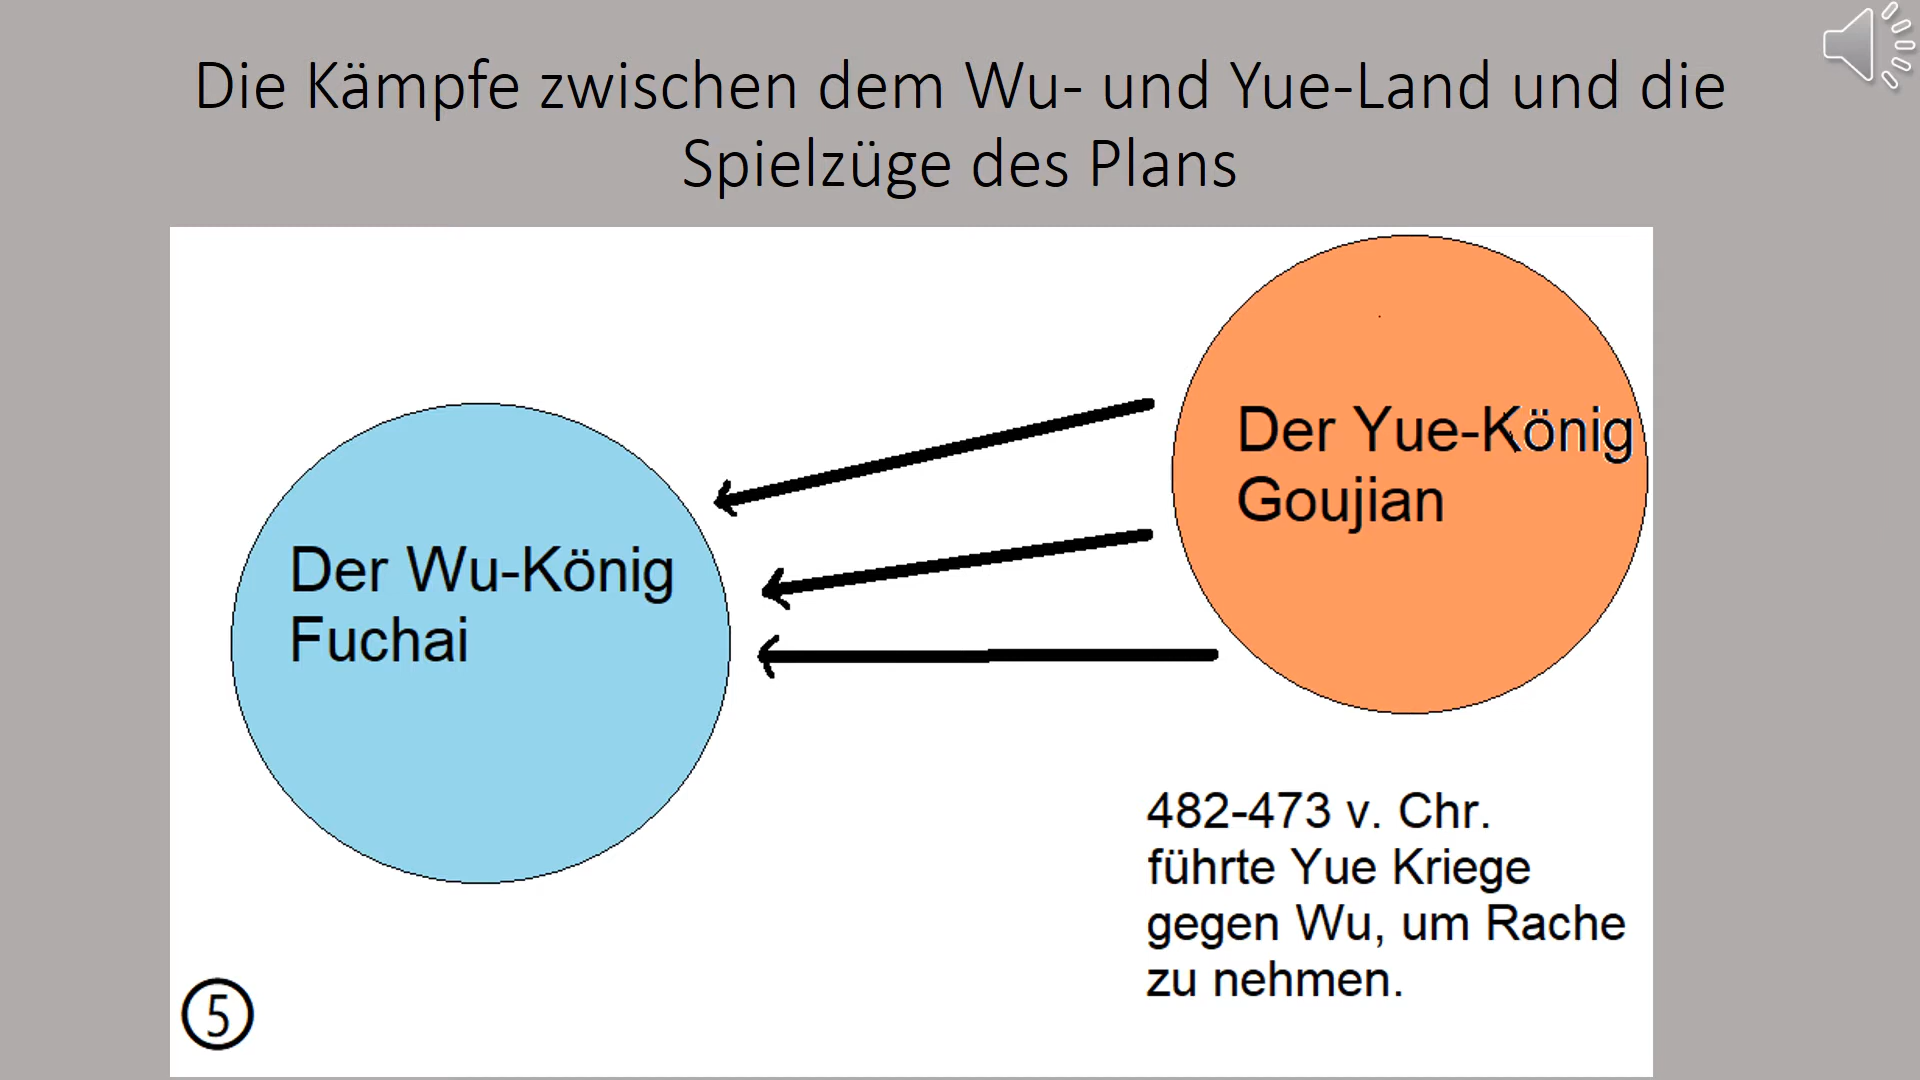 Die Kämpfe zwischen dem Wu- und Yue-Land und die
Spielzüge des Plans
Der Yue-König
Goujian
Der Wu-König
Fuchai
482-473 v. Chr.
führte Yue Kriege
gegen Wu, um Rache
zu nehmen.
5